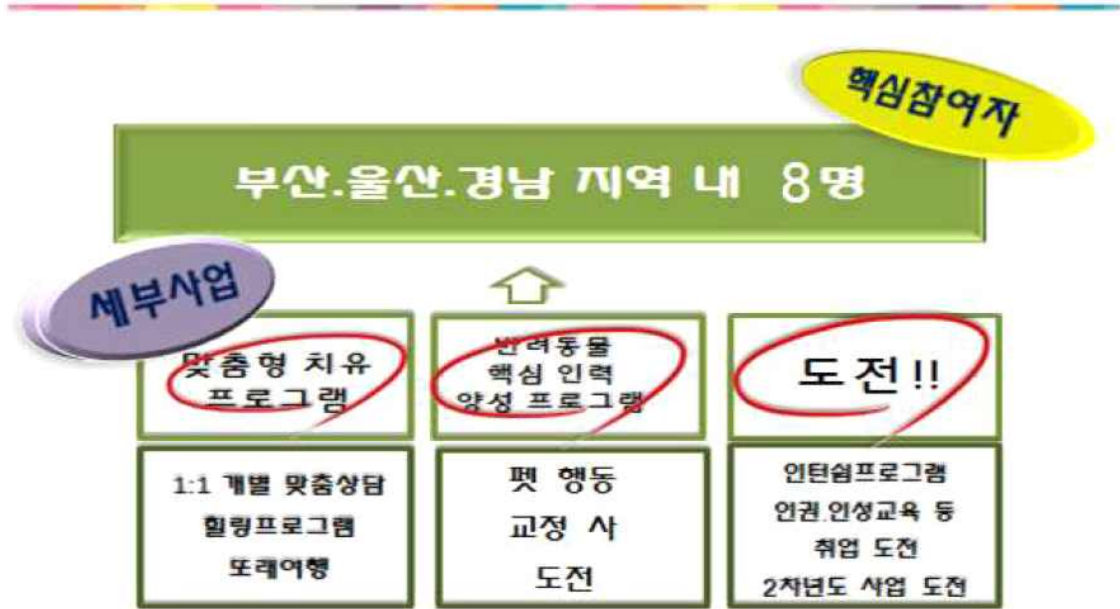 핵심참여자
부산.울산.경남 지역 내 8명
세부사업
맞춤형 치유
프로그램
반려동물
핵심 인력
양성 프로그램
도전!!
1:1 개별 맞춤상담
힐링프로그램
또래여행
펫 행동
교정 사
도전
인턴쉽프로그램
인권.인성교육 등
취업 도전
2차년도 사업 도전